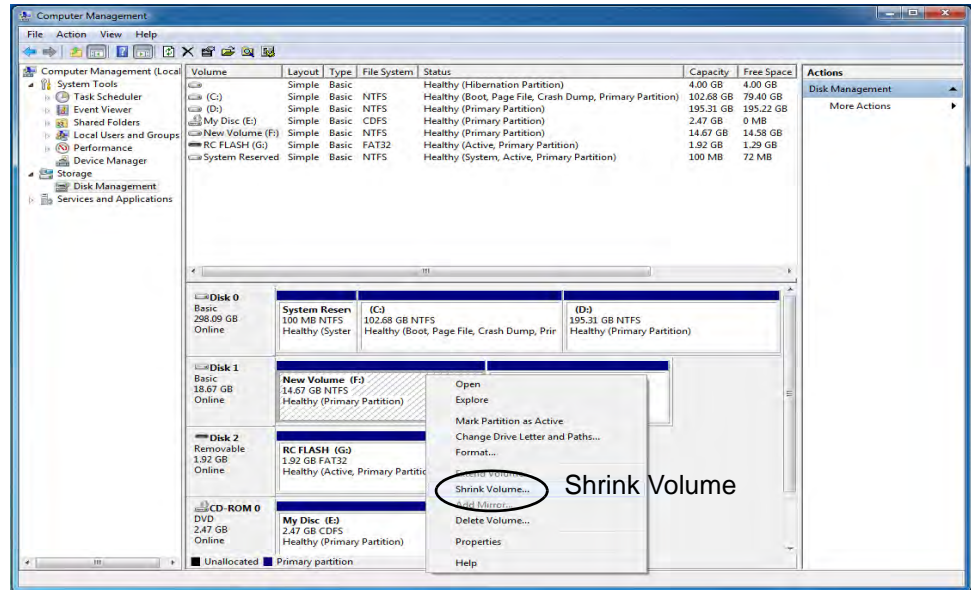 Computer Management
File Action View Help
Computer Management (Local
System Tools
Task Scheduler
Event Viewer
Shared Folders
Local Users and Groups
Performance
Device Manager
Storage
Disk Management
Services and Applications
Volume Layout Type File System Status Capacity Free Space
Simple Basic Healthy (Hibernation Partition) 4.00 GB 4.00 GB
(C:) Simple Basic NTFS Healthy (Boot, Page File, Crash Dump, Primary Partition) 102.68 GB 79.40 GB
(D:) Simple Basic NTFS Healthy (Primary Partition) 195.31 GB 195.22 GB
My Disc (E:) Simple Basic CDFS Healthy (Primary Partition) 2.47 GB 0 MB
New Volume (F:) Simple Basic NTFS Healthy (Primary Partition) 14.67 GB 14.58 GB
RC FLASH (G:) Simple Basic FAT32 Healthy (Active, Primary Partition) 1.92 GB 1.29 GB
System Reserved Simple Basic NTFS Healthy (System, Active, Primary Partition) 100 MB 72 MB
Actions
Disk Management
More Actions
Disk 0
Basic
298.09 GB
Online
System Reserv
100 MB NTFS
Healthy (Syster
(C:)
102.68 GB NTFS
Healthy (Boot, Page File, Crash Dump, Prir
(D:)
195.31 GB NTFS
Healthy (Primary Partition)
Disk 1
Basic
18.67 GB
Online
New Volume (F:)
14.67 GB NTFS
Healthy (Primary Partition)
Disk 2
Removable
1.92 GB
Online
RC FLASH (G:)
1.92 GB FAT32
Healthy (Active, Primary Partitic
CD-ROM 0
DVD
2.47 GB
Online
My Disc (E:)
2.47 GB CDFS
Healthy (Primary Partition)
Open
Explore
Mark Partition as Active
Change Drive Letter and Paths...
Format...
Extend Volume...
Shrink Volume...
Add Mirror...
Delete Volume...
Properties
Help
Shrink Volume
Unallocated Primary partition